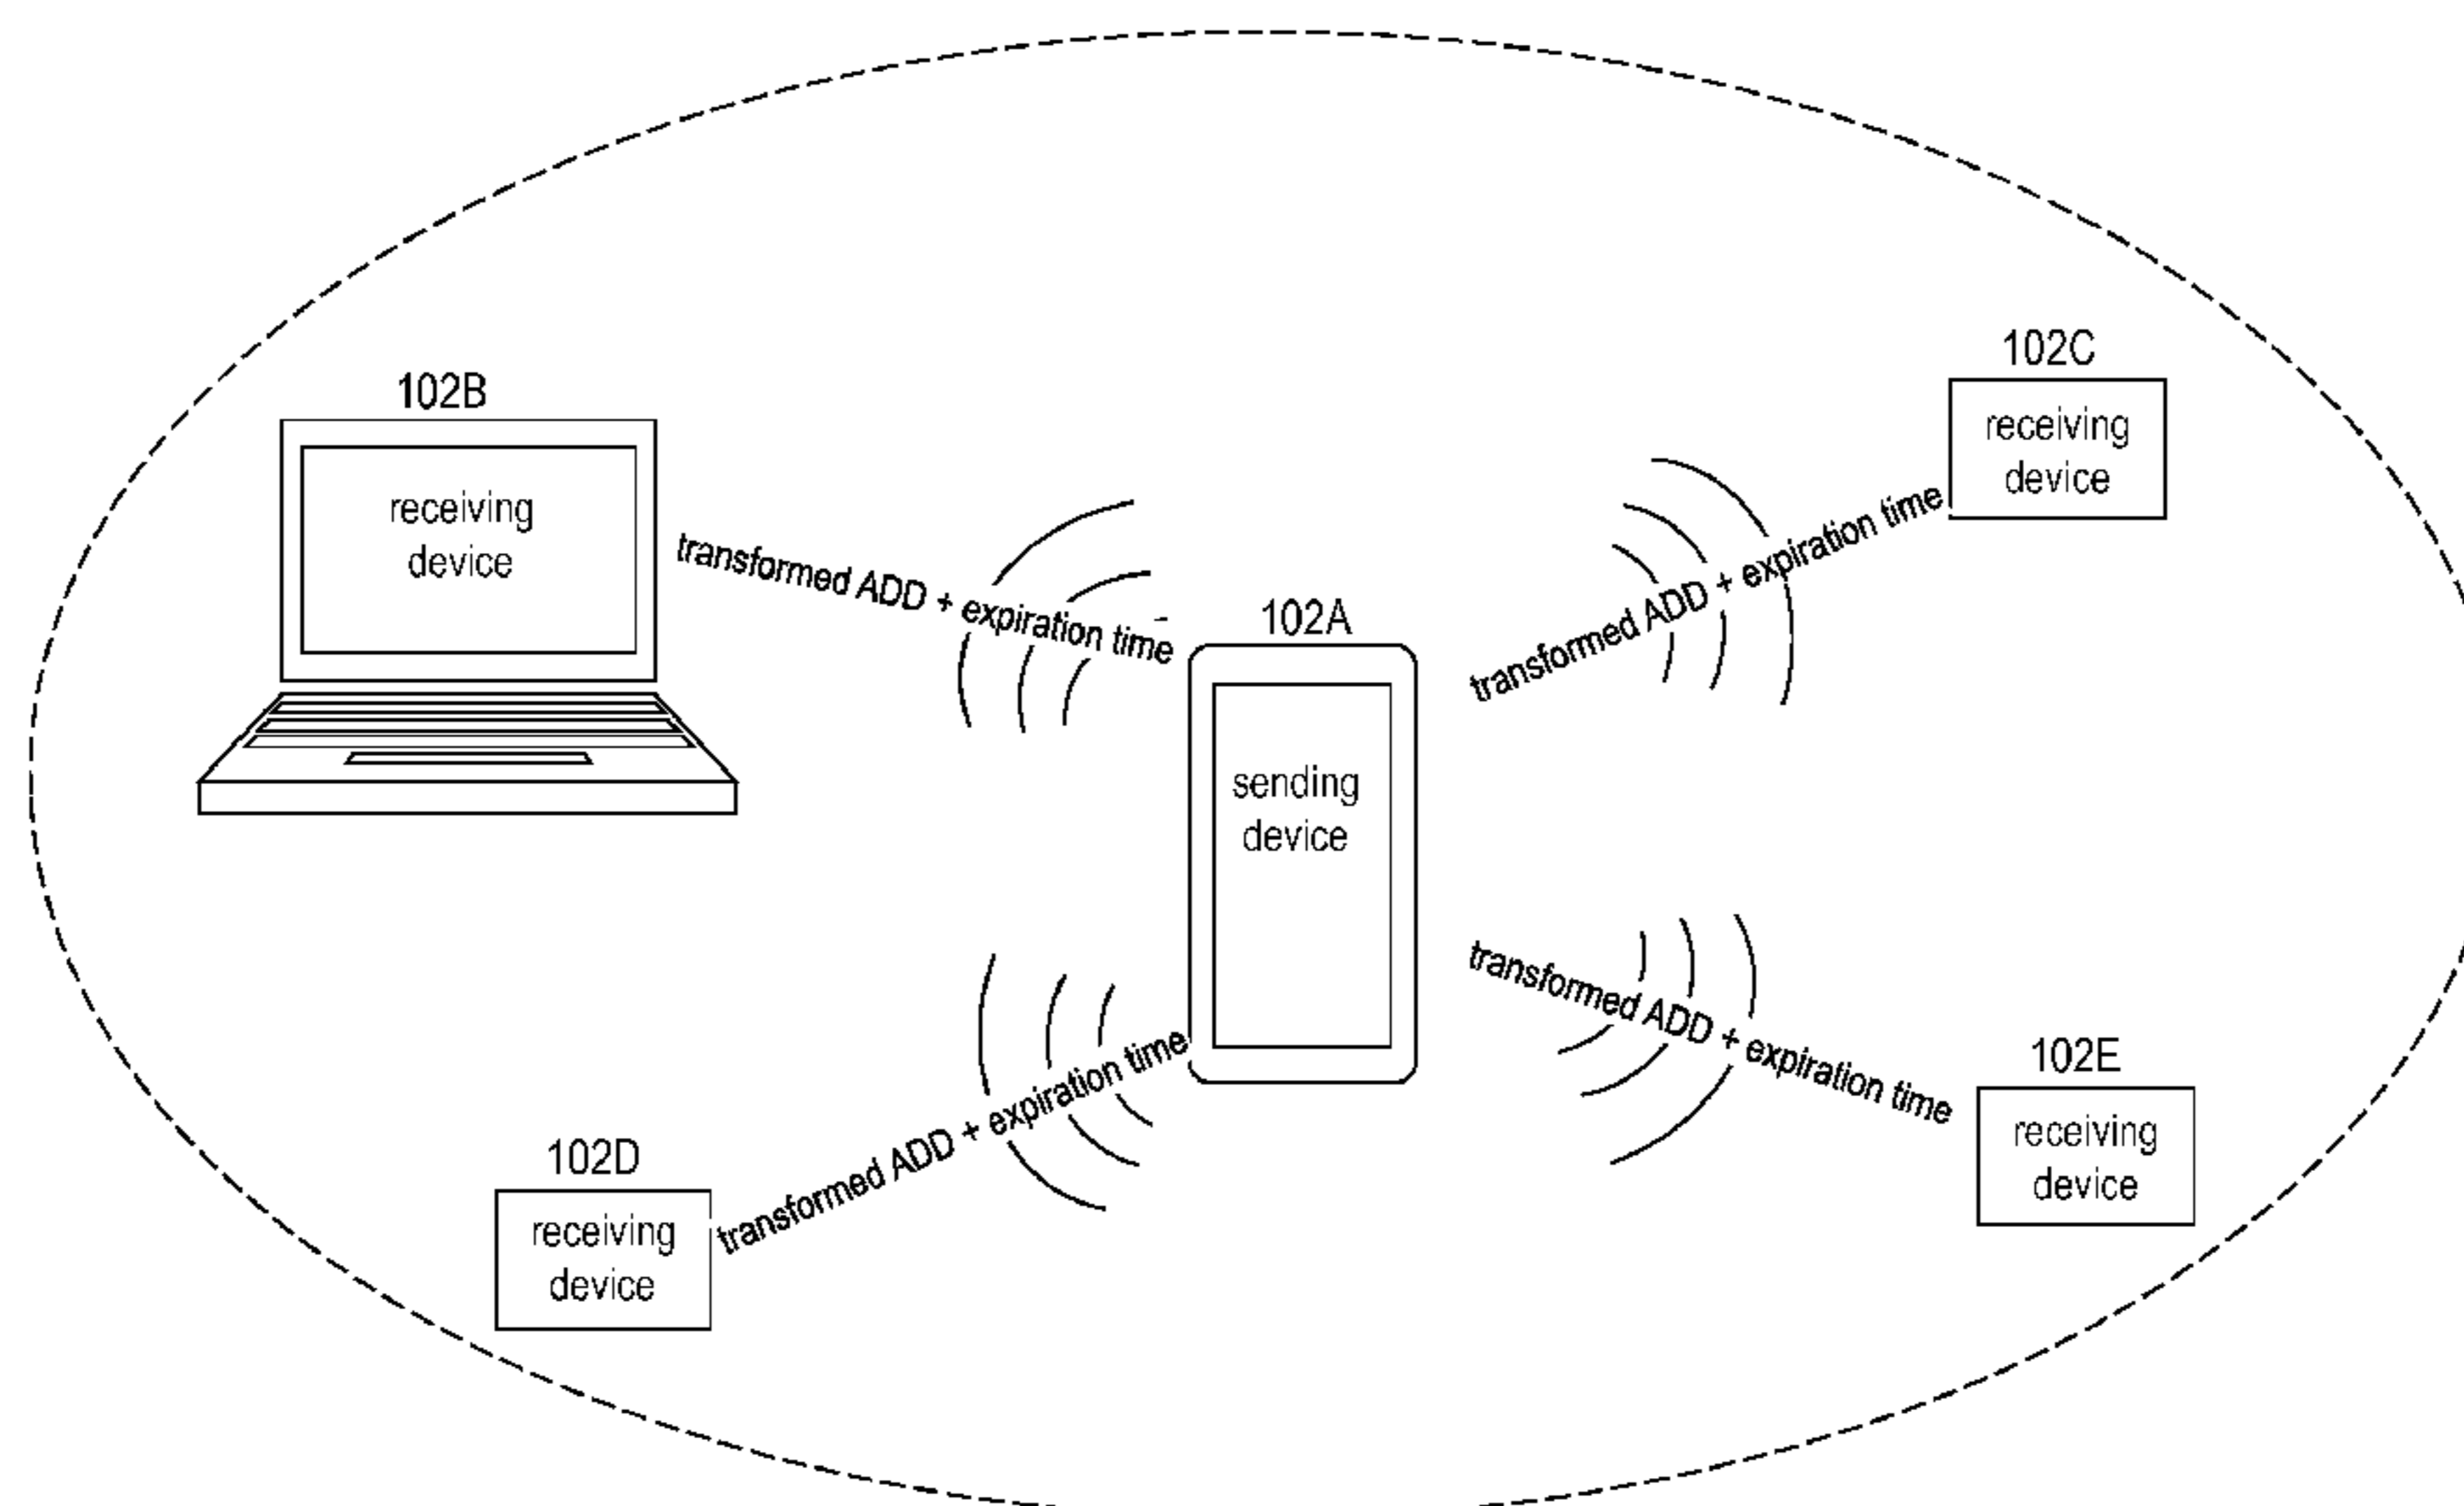 102C
receiving
device
102B
receiving
device
transformed ADD + expiration time
transformed ADD + expiration time
102A
sending
device
transformed ADD + expiration time
transformed ADD + expiration time
102E
receiving
device
102D
receiving
device